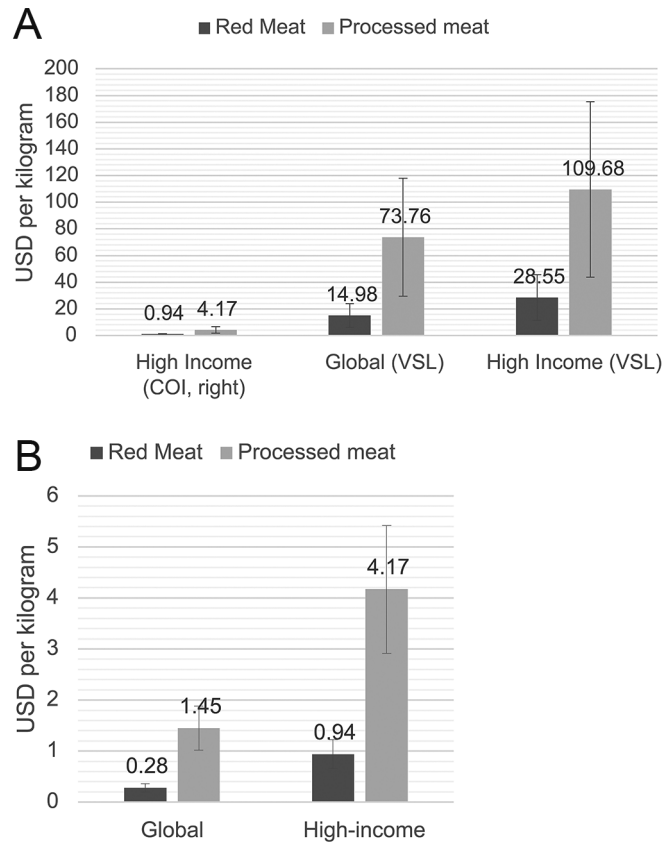 A
Red Meat Processed meat
USD per kilogram
200
180
160
140
120
100
80
60
40
20
0
0.94 4.17
14.98 73.76
28.55 109.68
High Income Global (VSL) High Income (VSL)
(COI, right)
B
Red Meat Processed meat
USD per kilogram
6
5
4
3
2
1
0
0.28 1.45
0.94 4.17
Global High-income